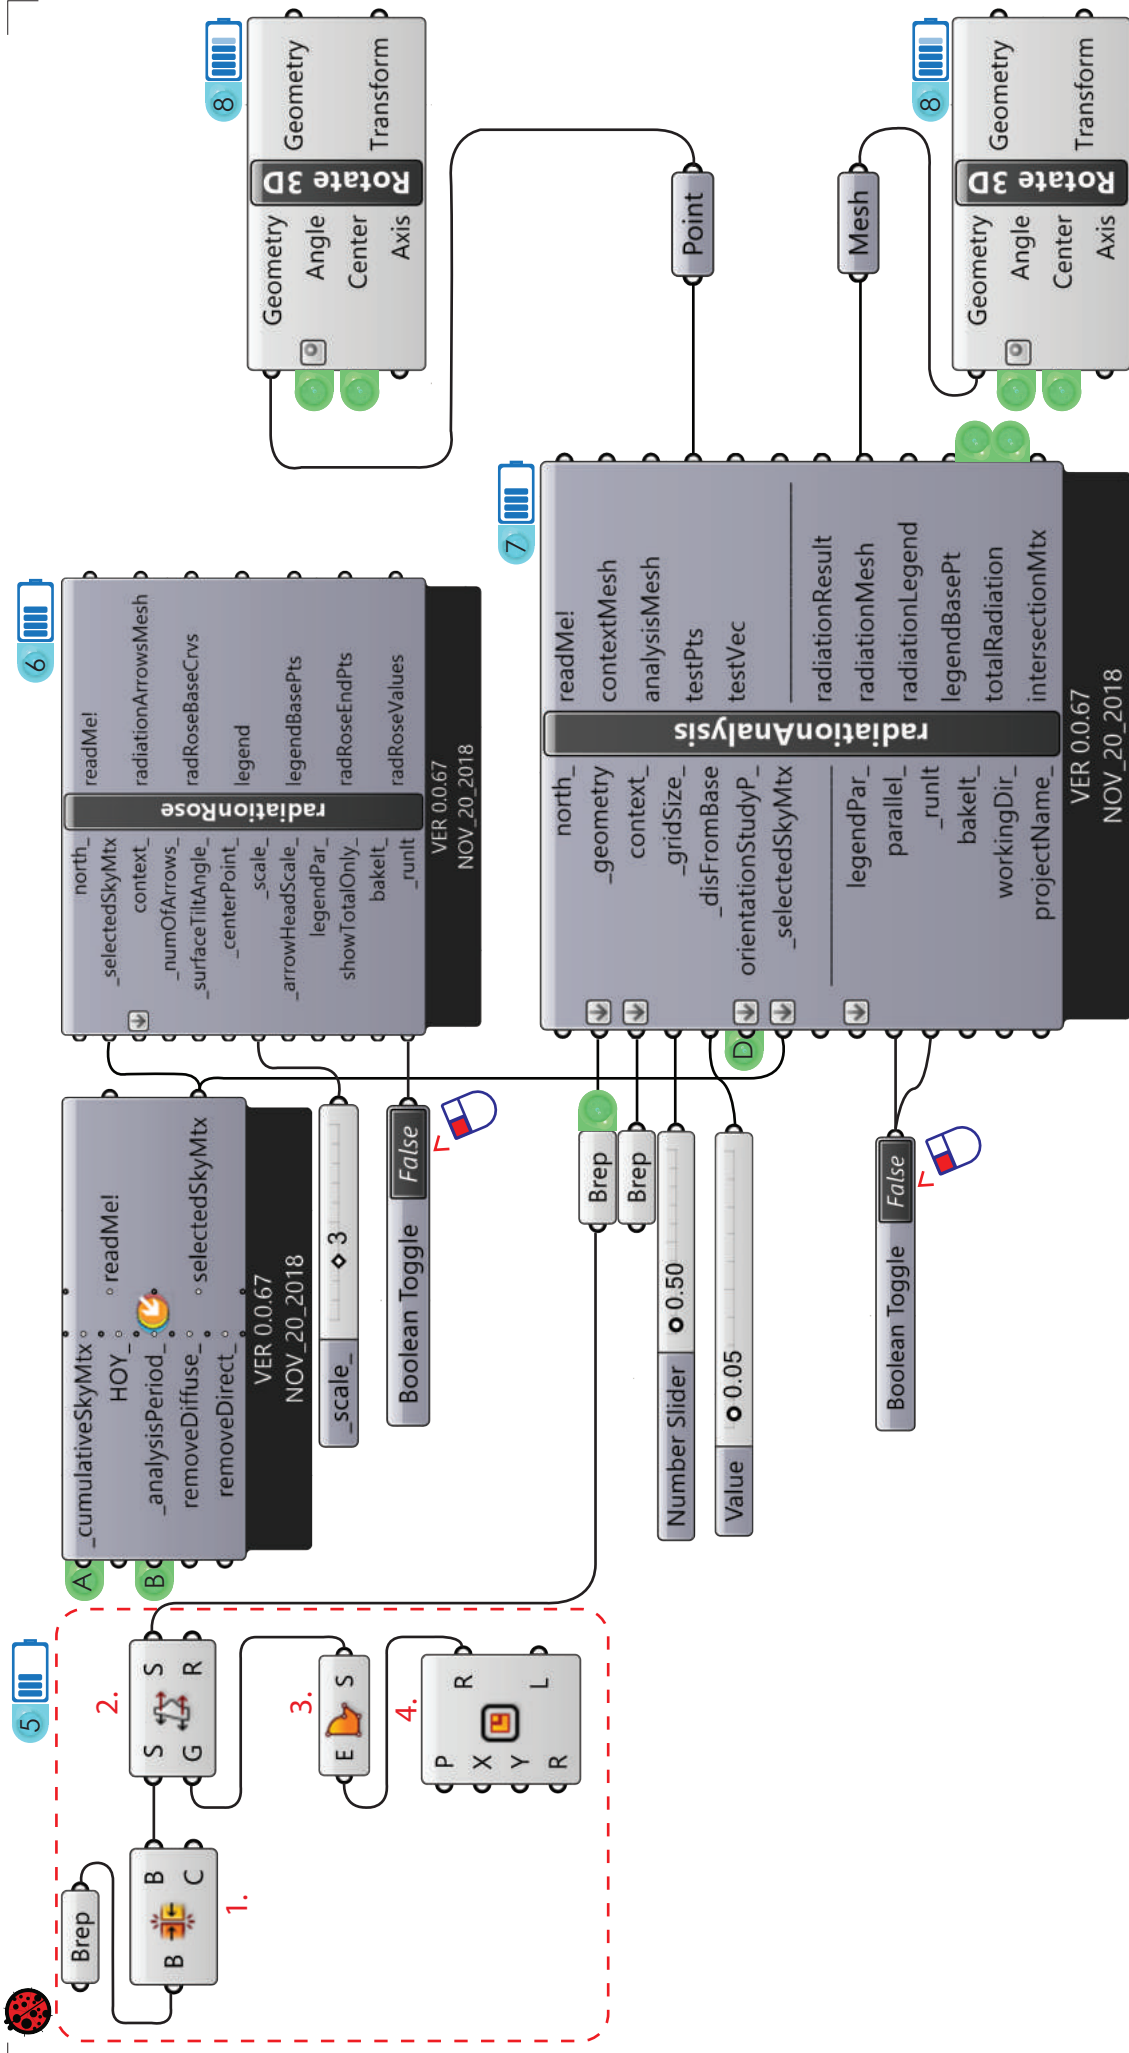 5
Brep
B
B
C
1.
S
G
S
R
2.
E
S
3.
P
X
Y
R
R
L
4.
A
B
_cumulativeSkyMtx
HOY_
_analysisPeriod_
removeDiffuse_
removeDirect_
readMe!
selectedSkyMtx
VER 0.0.67
NOV_20_2018
_scale_
3
Boolean Toggle
False
6
north_
_selectedSkyMtx
context_
_numOfArrows_
_surfaceTiltAngle_
_centerPoint_
_scale_
_arrowHeadScale_
legendPar_
showTotalOnly_
bakeIt_
_runIt
radiationRose
readMe!
radiationArrowsMesh
radRoseBaseCrvs
legend
legendBasePts
radRoseEndPts
radRoseValues
VER 0.0.67
NOV_20_2018
Brep
Brep
Number Slider
0.50
Value
0.05
Boolean Toggle
False
D
7
north_
_geometry
context_
_gridSize_
_disFromBase
orientationStudyP_
_selectedSkyMtx
legendPar_
parallel_
_runIt
bakeIt_
workingDir_
projectName_
radiationAnalysis
readMe!
contextMesh
analysisMesh
testPts
testVec
radiationResult
radiationMesh
radiationLegend
legendBasePt
totalRadiation
intersectionMtx
VER 0.0.67
NOV_20_2018
Point
Mesh
8
Geometry
Angle
Center
Axis
Rotate 3D
Geometry
Transform
8
Geometry
Angle
Center
Axis
Rotate 3D
Geometry
Transform